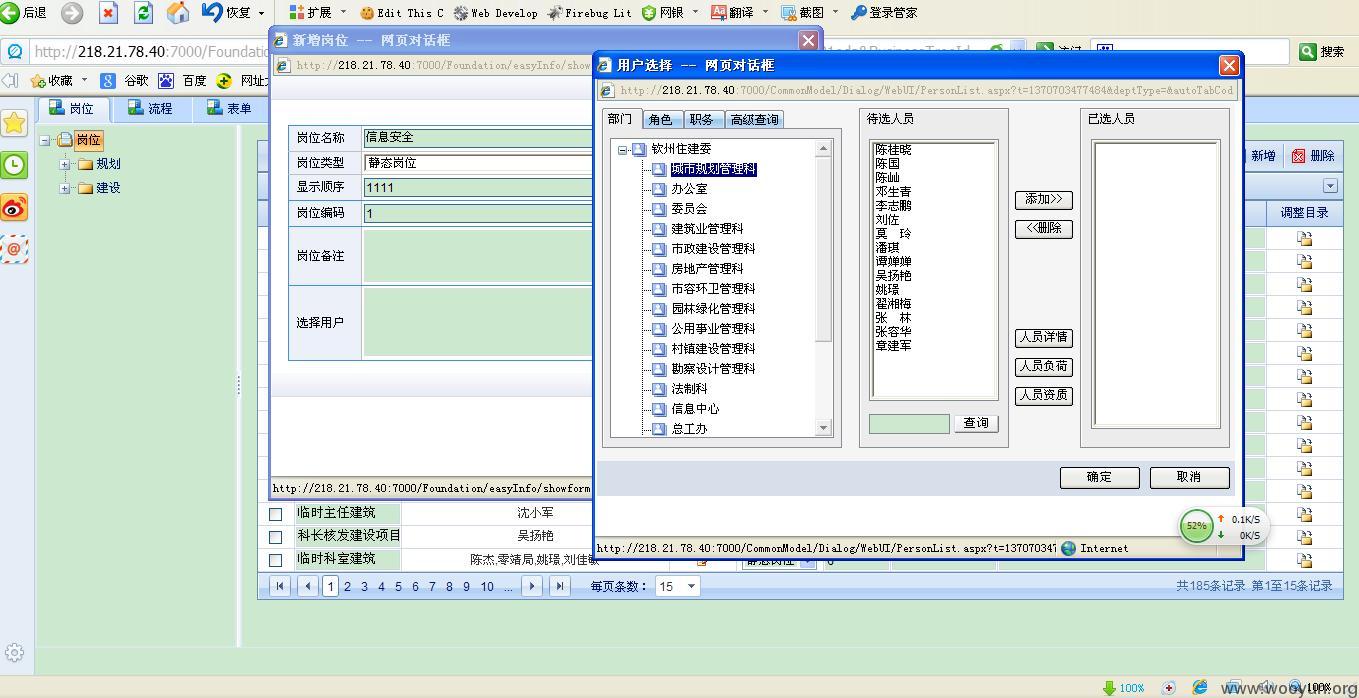 后退 恢复 扩展 Edit This C Web Develop Firebug Lit 网银 翻译 截图 登录管家
http://218.21.78.40:7000/Foundatio
搜索
收藏 谷歌 百度 网址大
岗位 流程 表单
岗位
规划
建设
新增岗位 -- 网页对话框
http://218.21.78.40:7000/Foundation/easyInfo/show
岗位名称 信息安全
岗位类型 静态岗位
显示顺序 1111
岗位编码 1
岗位备注
选择用户
http://218.21.78.40:7000/Foundation/easyInfo/showform
用户选择 -- 网页对话框
http://218.21.78.40:7000/CommonModel/Dialog/WebUI/PersonList.aspx?t=1370703477484&deptType=&autoTabCod
部门 角色 职务 高级查询
钦州住建委
城市规划管理科
办公室
委员会
建筑业管理科
市政建设管理科
房地产管理科
市容环卫管理科
园林绿化管理科
公用事业管理科
村镇建设管理科
勘察设计管理科
法制科
信息中心
总工办
待选人员
陈桂晓
陈国
陈屾
邓生青
李志鹏
刘佐
莫 玲
潘琪
谭婵婵
吴扬艳
姚璟
翟湘梅
张 林
张容华
章建军
查询
添加>>
<<删除
人员详情
人员负荷
人员资质
已选人员
确定 取消
http://218.21.78.40:7000/CommonModel/Dialog/WebUI/PersonList.aspx?t=137070347 Internet
52% 0.1K/S
0K/S
新增 删除
调整目录
临时主任建筑 沈小军
科长核发建设项目 吴扬艳
临时科室建筑 陈杰,零靖局,姚璟,刘佳敏 静态岗位 0
1 2 3 4 5 6 7 8 9 10 ... 每页条数： 15 共185条记录 第1至15条记录
100% 100%
www.wooyun.org